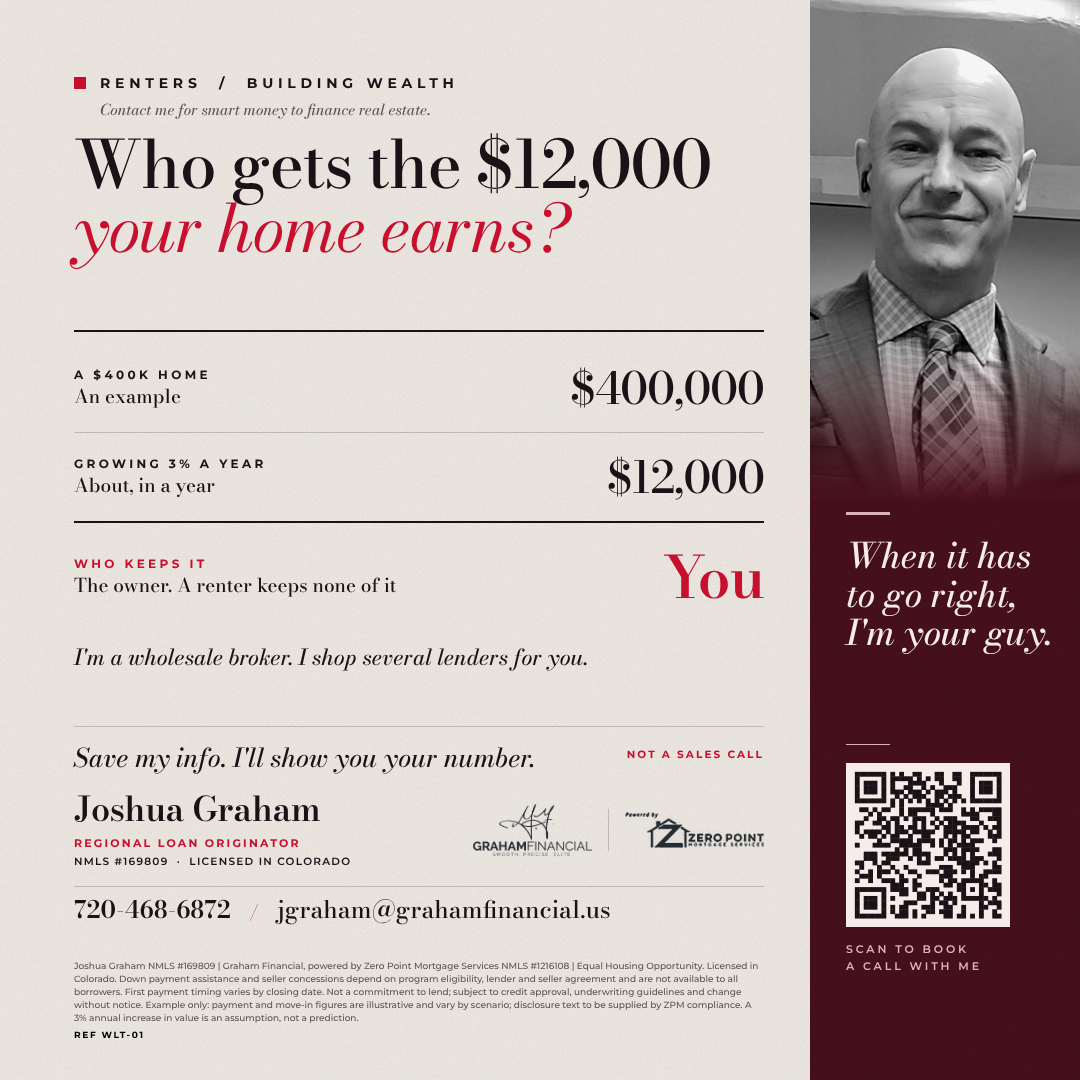 RENTERS / BUILDING WEALTH
Contact me for smart money to finance real estate.
Who gets the $12,000
your home earns?
A $400K HOME
An example
$400,000
GROWING 3% A YEAR
About, in a year
$12,000
WHO KEEPS IT
The owner. A renter keeps none of it
You
I'm a wholesale broker. I shop several lenders for you.
Save my info. I'll show you your number.
NOT A SALES CALL
Joshua Graham
REGIONAL LOAN ORIGINATOR
NMLS #169809 · LICENSED IN COLORADO
GRAHAMFINANCIAL
SMOOTH. PRECISE. ELITE.
Powered by
ZERO POINT
MORTGAGE SERVICES
720-468-6872 / jgraham@grahamfinancial.us
Joshua Graham NMLS #169809 | Graham Financial, powered by Zero Point Mortgage Services NMLS #1216108 | Equal Housing Opportunity. Licensed in
Colorado. Down payment assistance and seller concessions depend on program eligibility, lender and seller agreement and are not available to all
borrowers. First payment timing varies by closing date. Not a commitment to lend; subject to credit approval, underwriting guidelines and change
without notice. Example only: payment and move-in figures are illustrative and vary by scenario; disclosure text to be supplied by ZPM compliance. A
3% annual increase in value is an assumption, not a prediction.
REF WLT-01
When it has
to go right,
I'm your guy.
SCAN TO BOOK
A CALL WITH ME